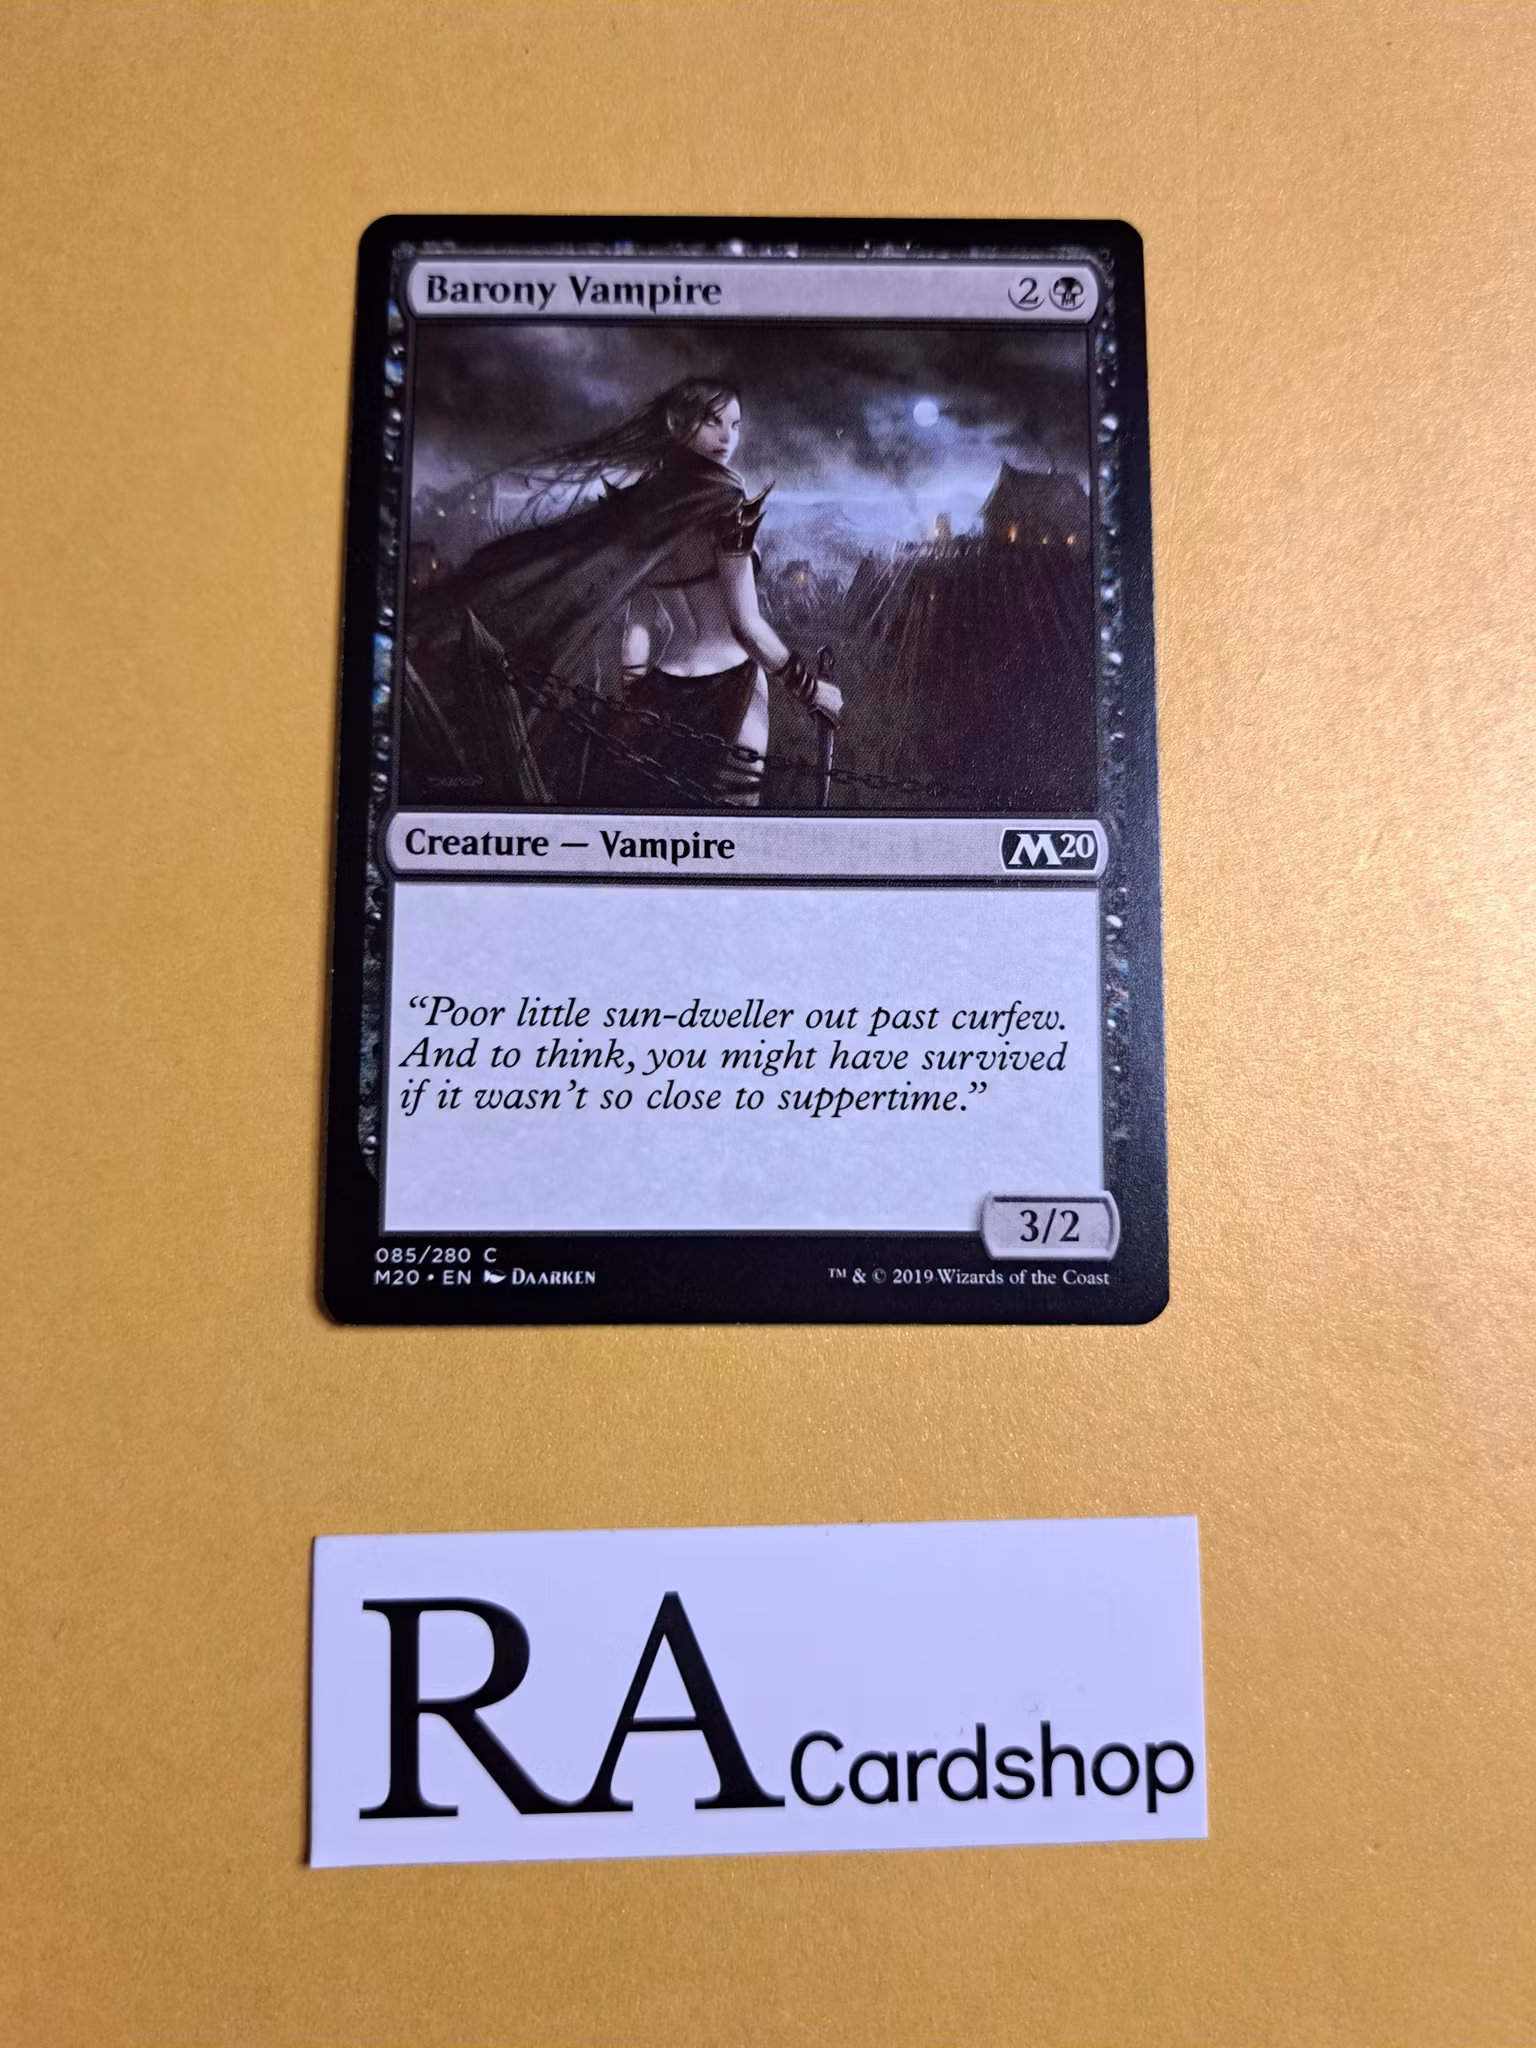 Barony Vampire 2
Creature — Vampire M20
“Poor little sun-dweller out past curfew.
And to think, you might have survived
if it wasn’t so close to suppertime.”
3/2
085/280 C
M20 • EN DAARKEN ™ & © 2019 Wizards of the Coast
RA Cardshop